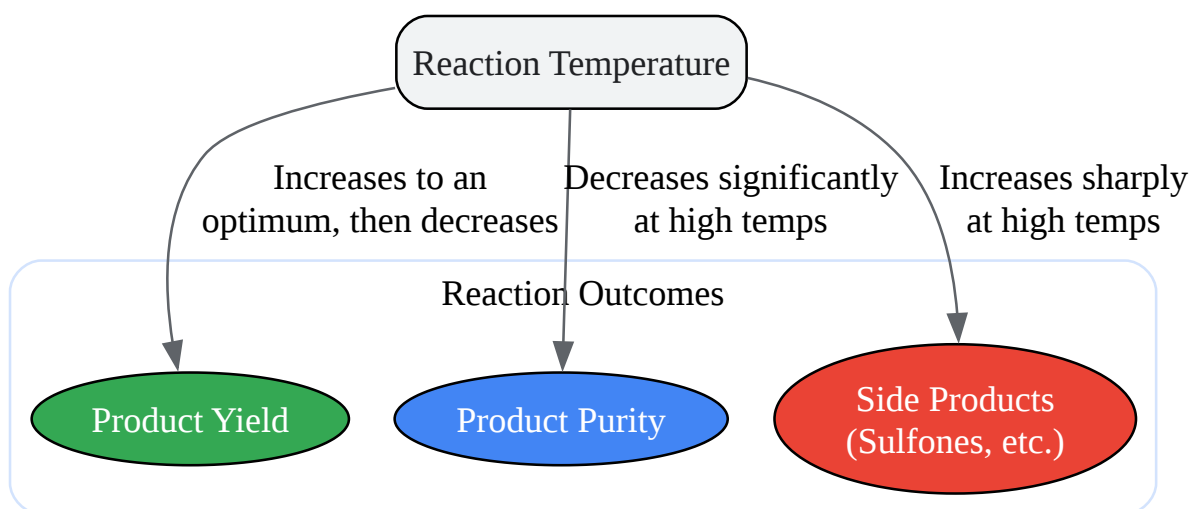 Reaction Temperature
Increases to an
optimum, then decreases
Decreases significantly
at high temps
Increases sharply
at high temps
Reaction Outcomes
Product Yield
Product Purity
Side Products
(Sulfones, etc.)